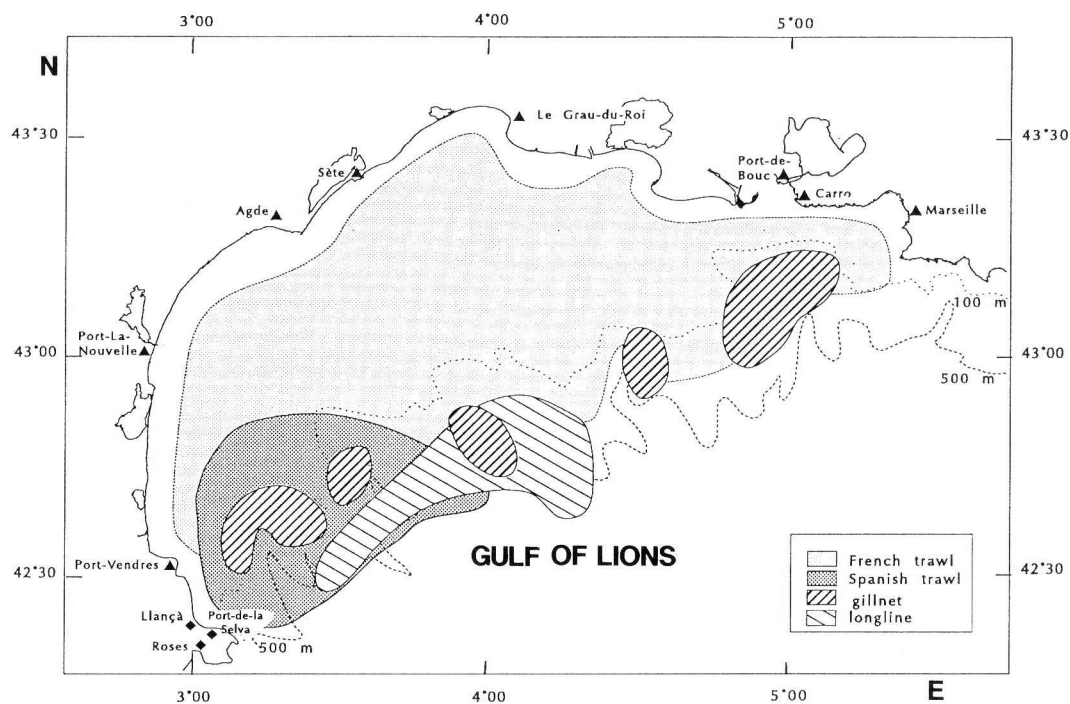 3°00
4°00
5°00
N
43°30
43°30
Le Grau-du-Roi
Port-de-
Bouc
Sète
Carro
Agde
Marseille
100 m
Port-La-
Nouvelle
43°00
43°00
500 m
GULF OF LIONS
French trawl
Spanish trawl
gillnet
longline
Port-Vendres
42°30
42°30
Llançà
Port-de-la
Selva
Roses
500 m
3°00
4°00
5°00
E